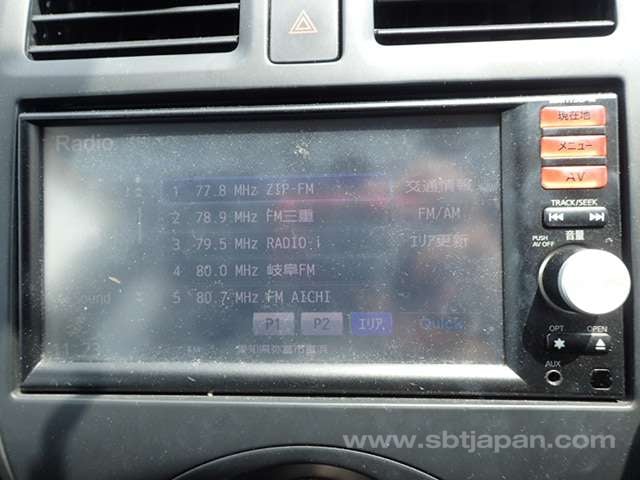 Radio
1 77.8 MHz ZIP-FM
2 78.9 MHz FM三重
3 79.5 MHz RADIO-i
4 80.0 MHz 岐阜FM
5 80.7 MHz FM AICHI
交通情報
FM/AM
エリア更新
P1 P2 エリア Quick
Sound
現在地
メニュー
AV
TRACK/SEEK
音量
PUSH
AV OFF
OPT OPEN
AUX
www.sbtjapan.com